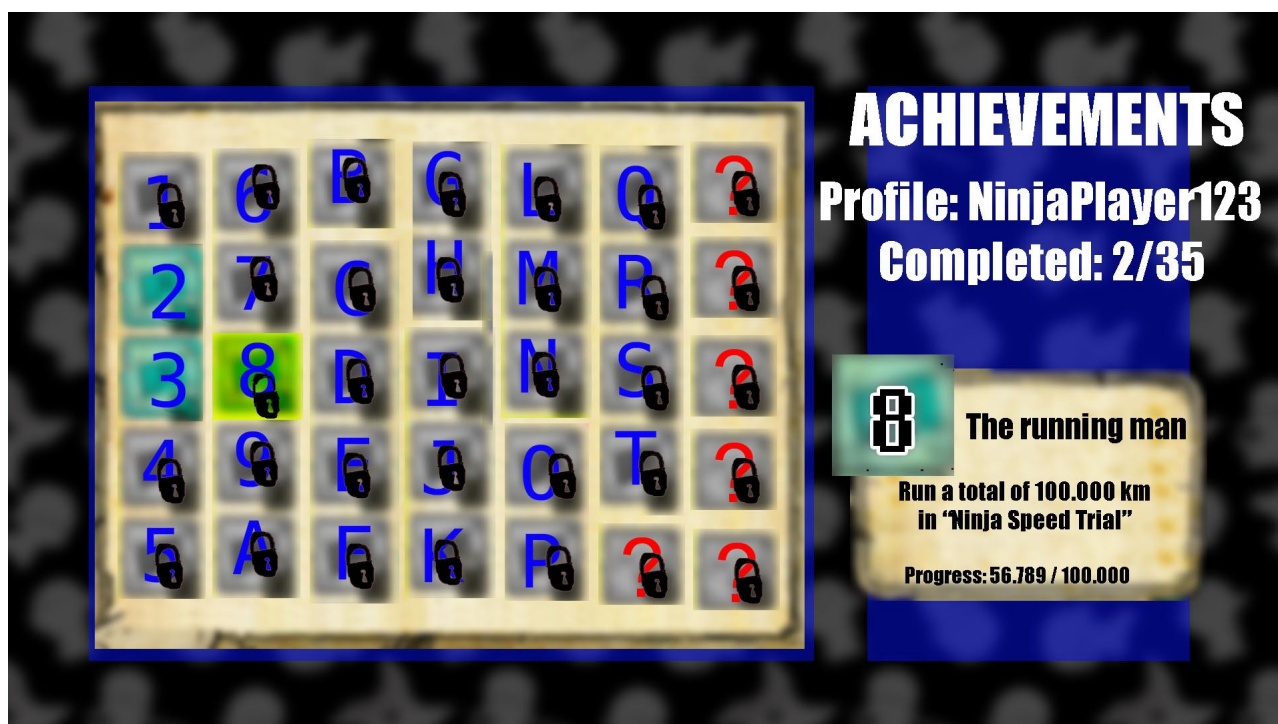 1 6 B G L Q ?
2 7 C H M R ?
3 8 D I N S ?
4 9 E J O T ?
5 A F K P ? ?
ACHIEVEMENTS
Profile: NinjaPlayer123
Completed: 2/35
8
The running man
Run a total of 100.000 km
in “Ninja Speed Trial”
Progress: 56.789 / 100.000